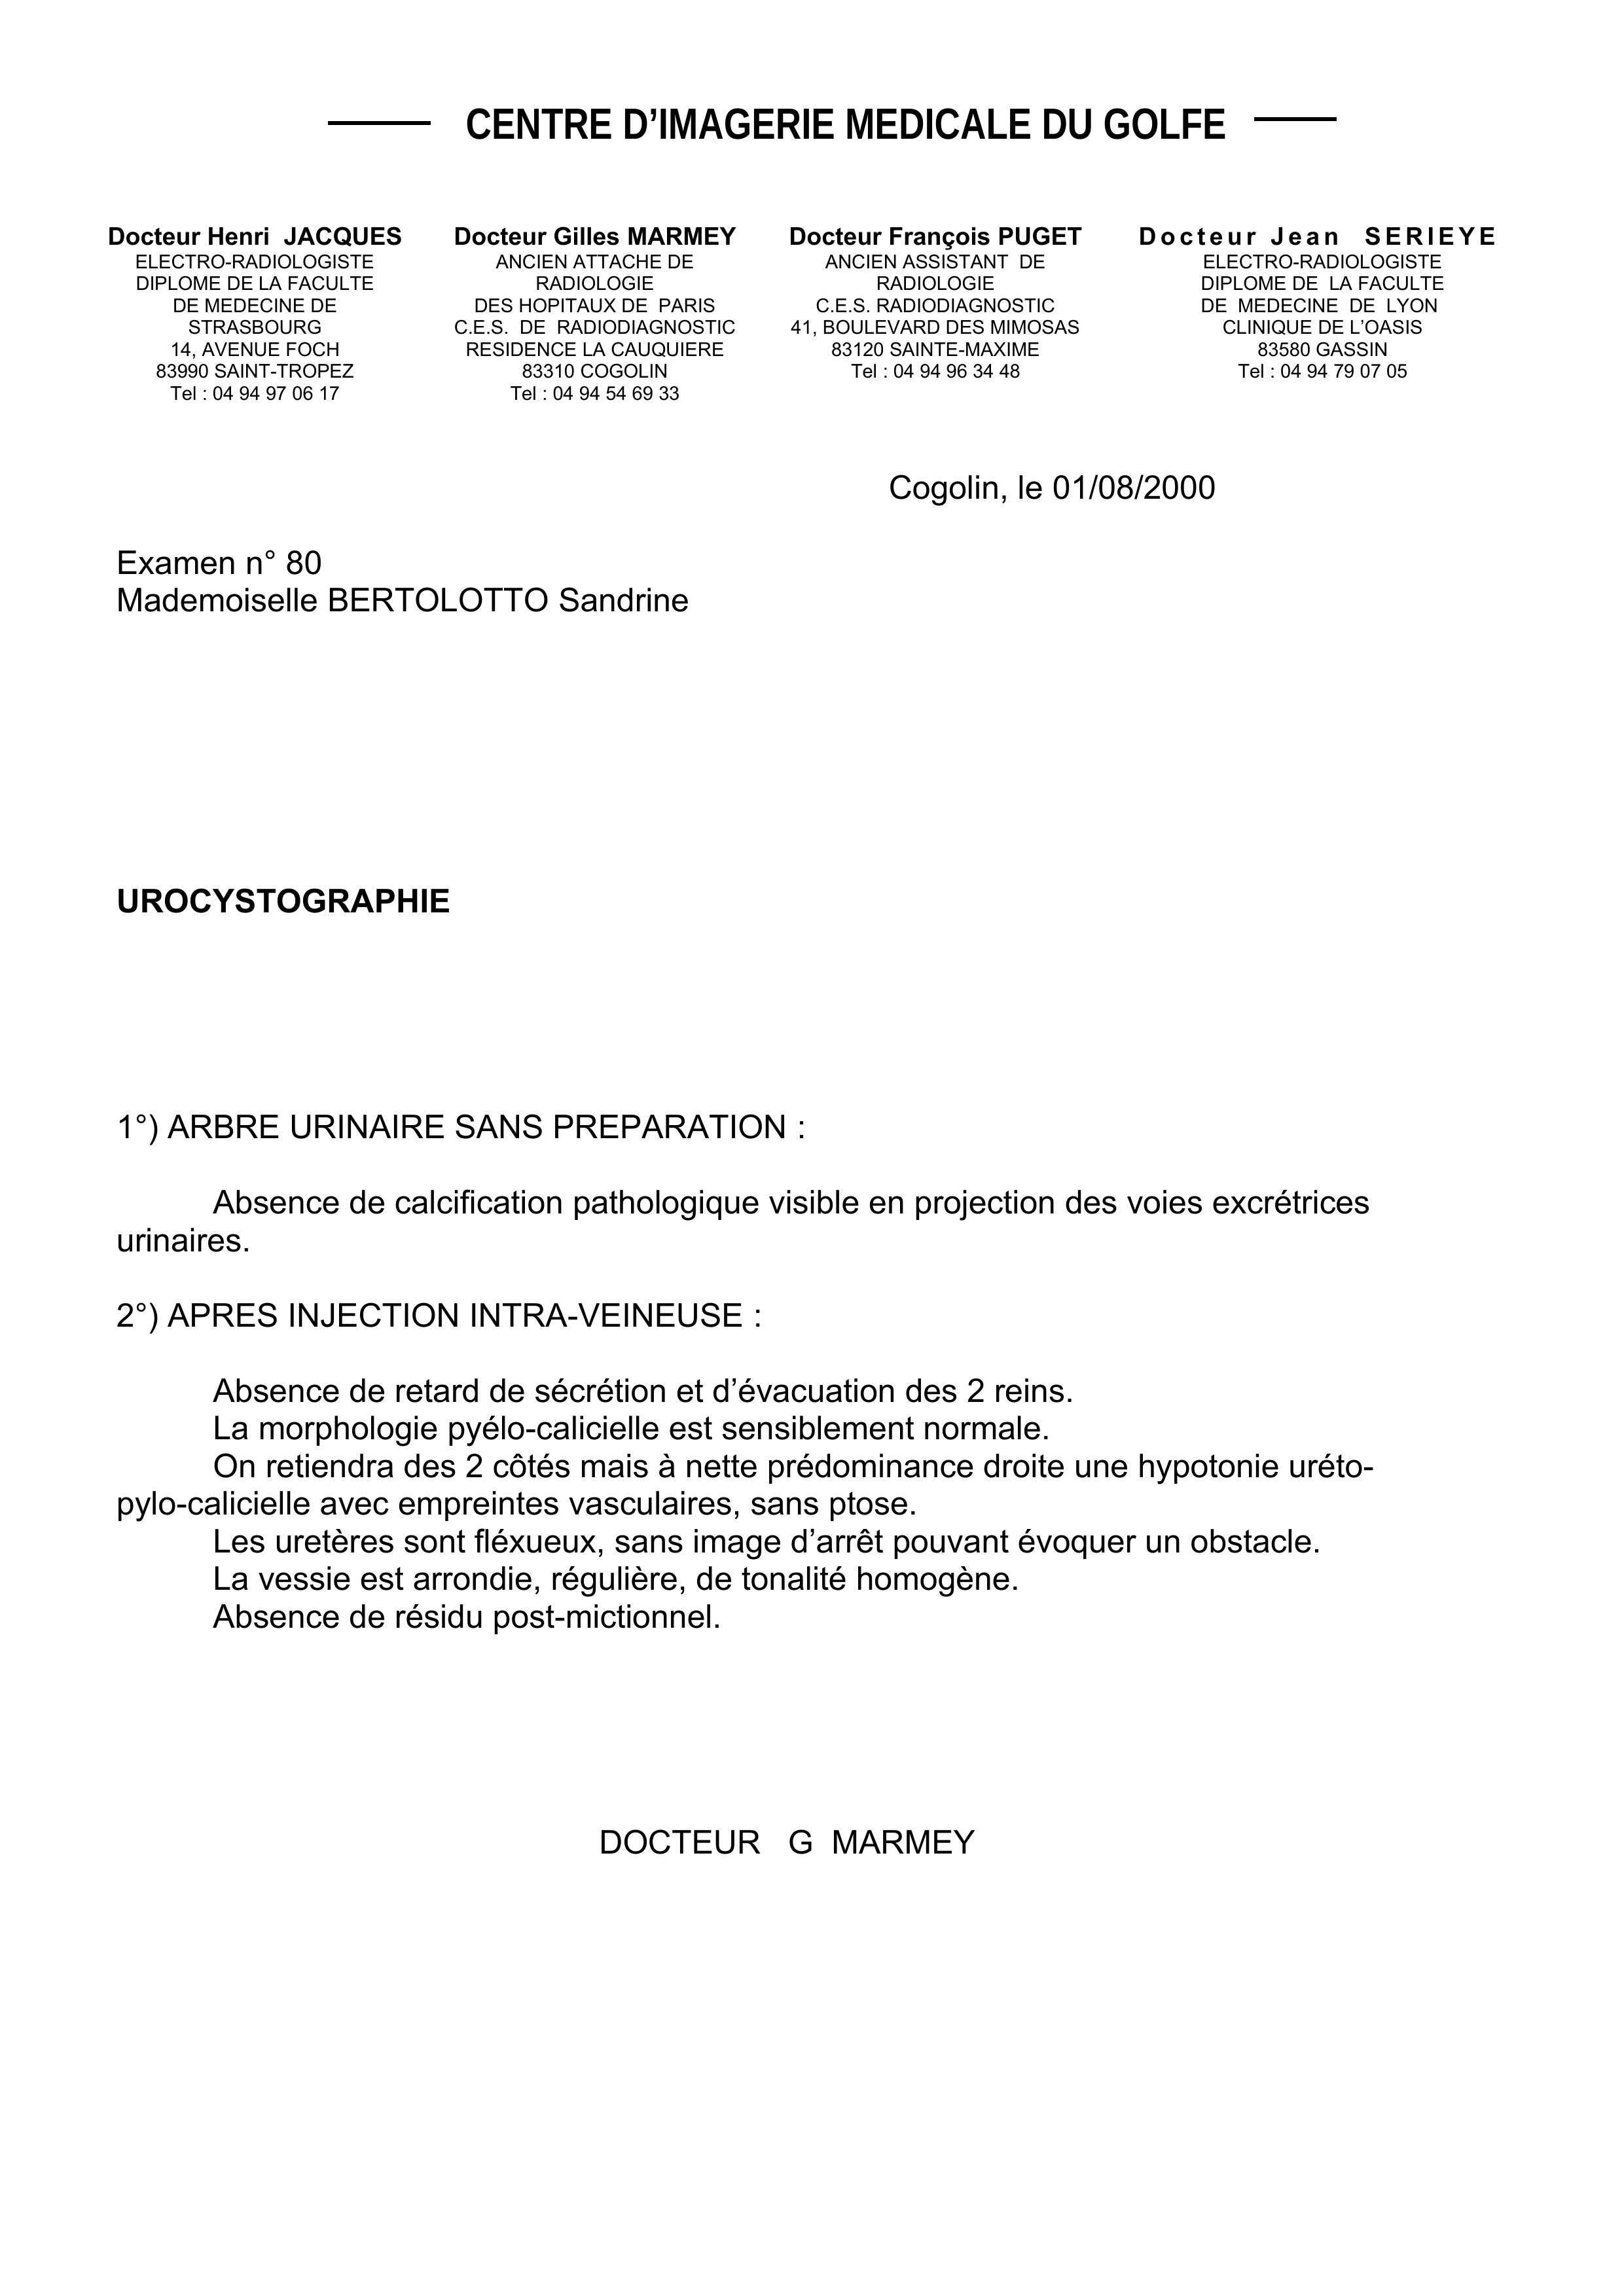 CENTRE D’IMAGERIE MEDICALE DU GOLFE
Docteur Henri JACQUES
ELECTRO-RADIOLOGISTE
DIPLOME DE LA FACULTE
DE MEDECINE DE
STRASBOURG
14, AVENUE FOCH
83990 SAINT-TROPEZ
Tel : 04 94 97 06 17
Docteur Gilles MARMEY
ANCIEN ATTACHE DE
RADIOLOGIE
DES HOPITAUX DE PARIS
C.E.S. DE RADIODIAGNOSTIC
RESIDENCE LA CAUQUIERE
83310 COGOLIN
Tel : 04 94 54 69 33
Docteur François PUGET
ANCIEN ASSISTANT DE
RADIOLOGIE
C.E.S. RADIODIAGNOSTIC
41, BOULEVARD DES MIMOSAS
83120 SAINTE-MAXIME
Tel : 04 94 96 34 48
Docteur Jean SERIEYE
ELECTRO-RADIOLOGISTE
DIPLOME DE LA FACULTE
DE MEDECINE DE LYON
CLINIQUE DE L’OASIS
83580 GASSIN
Tel : 04 94 79 07 05
Cogolin, le 01/08/2000
Examen n° 80
Mademoiselle BERTOLOTTO Sandrine
UROCYSTOGRAPHIE
1°) ARBRE URINAIRE SANS PREPARATION :
Absence de calcification pathologique visible en projection des voies excrétrices
urinaires.
2°) APRES INJECTION INTRA-VEINEUSE :
Absence de retard de sécrétion et d’évacuation des 2 reins.
La morphologie pyélo-calicielle est sensiblement normale.
On retiendra des 2 côtés mais à nette prédominance droite une hypotonie uréto-
pylo-calicielle avec empreintes vasculaires, sans ptose.
Les uretères sont fléxueux, sans image d’arrêt pouvant évoquer un obstacle.
La vessie est arrondie, régulière, de tonalité homogène.
Absence de résidu post-mictionnel.
DOCTEUR G MARMEY